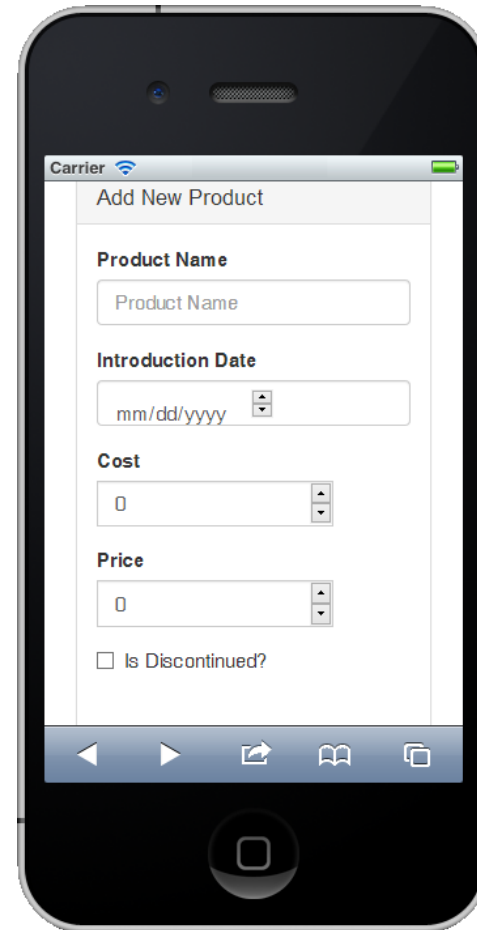 Carrier
Add New Product
Product Name
Product Name
Introduction Date
mm/dd/yyyy
Cost
0
Price
0
Is Discontinued?